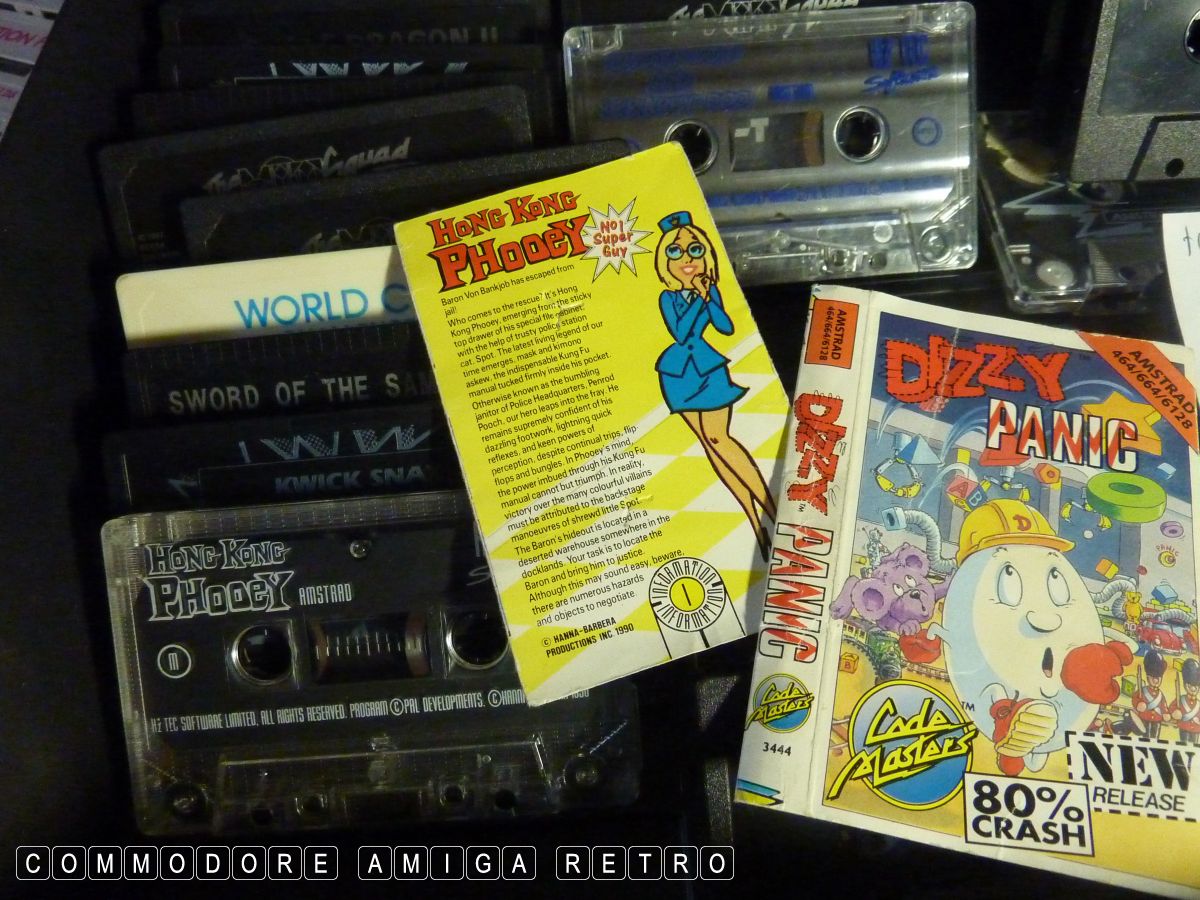 DRAGON II
Squad
WORLD C
SWORD OF THE SA
KWICK SNA
HONG KONG
PHOOEY
AMSTRAD
HI TEC SOFTWARE LIMITED, ALL RIGHTS RESERVED. PROGRAM © PAL DEVELOPMENTS. © HANN
HONG KONG
PHOOEY
No1
Super
Guy
Baron Von Bankjob has escaped from
jail!
Who comes to the rescue? It's Hong
Kong Phooey, emerging from the sticky
top drawer of his special file cabinet,
with the help of trusty police station
cat, Spot. The latest living legend of our
time emerges, mask and kimono
askew, the indispensable Kung Fu
manual tucked firmly inside his pocket.
Otherwise known as the bumbling
janitor of Police Headquarters, Penrod
Pooch, our hero leaps into the fray. He
remains supremely confident of his
dazzling footwork, lightning quick
reflexes, and keen powers of
perception, despite continual trips, flip-
flops and bungles. In Phooey's mind,
the power imbued through his Kung Fu
manual cannot but triumph. In reality,
victory over the many colourful villains
must be attributed to the backstage
manoeuvres of shrewd little Spot.
The Baron's hideout is located in a
deserted warehouse somewhere in the
docklands. Your task is to locate the
Baron and bring him to justice.
Although this may sound easy, beware,
there are numerous hazards
and objects to negotiate.
© HANNA-BARBERA
PRODUCTIONS INC 1990
INFORMATION
INFORMATION
AMSTRAD
464/664/6128
DIZZY PANIC
Code
Masters
3444
DIZZY™
PANIC
AMSTRAD
464/664/6128
D
A
B
PANIC
B
Code
Masters™
NEW
RELEASE
80%
CRASH
COMMODORE AMIGA RETRO